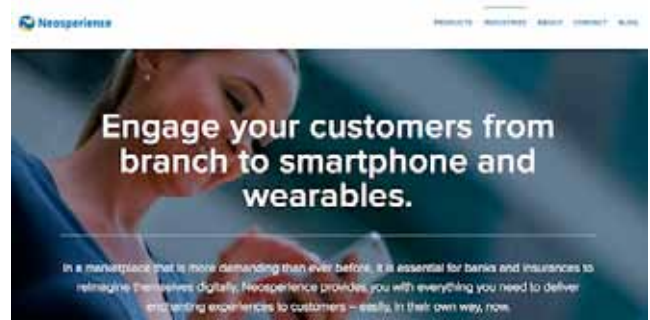 Neosperience
PRODUCTS INDUSTRIES ABOUT CONTACT BLOG
Engage your customers from
branch to smartphone and
wearables.
In a marketplace that is more demanding than ever before, it is essential for banks and insurances to
reimagine themselves digitally. Neosperience provides you with everything you need to deliver
enchanting experiences to customers – easily, in their own way, now.